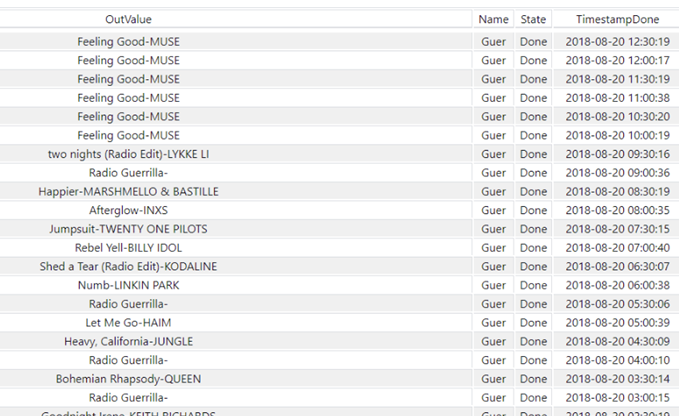 OutValue Name State TimestampDone
Feeling Good-MUSE Guer Done 2018-08-20 12:30:19
Feeling Good-MUSE Guer Done 2018-08-20 12:00:17
Feeling Good-MUSE Guer Done 2018-08-20 11:30:19
Feeling Good-MUSE Guer Done 2018-08-20 11:00:38
Feeling Good-MUSE Guer Done 2018-08-20 10:30:20
Feeling Good-MUSE Guer Done 2018-08-20 10:00:19
two nights (Radio Edit)-LYKKE LI Guer Done 2018-08-20 09:30:16
Radio Guerrilla- Guer Done 2018-08-20 09:00:36
Happier-MARSHMELLO & BASTILLE Guer Done 2018-08-20 08:30:19
Afterglow-INXS Guer Done 2018-08-20 08:00:35
Jumpsuit-TWENTY ONE PILOTS Guer Done 2018-08-20 07:30:15
Rebel Yell-BILLY IDOL Guer Done 2018-08-20 07:00:40
Shed a Tear (Radio Edit)-KODALINE Guer Done 2018-08-20 06:30:07
Numb-LINKIN PARK Guer Done 2018-08-20 06:00:38
Radio Guerrilla- Guer Done 2018-08-20 05:30:06
Let Me Go-HAIM Guer Done 2018-08-20 05:00:39
Heavy, California-JUNGLE Guer Done 2018-08-20 04:30:09
Radio Guerrilla- Guer Done 2018-08-20 04:00:10
Bohemian Rhapsody-QUEEN Guer Done 2018-08-20 03:30:14
Radio Guerrilla- Guer Done 2018-08-20 03:00:15
Goodnight Irene-KEITH RICHARDS Guer Done 2018-08-20 02:30:10